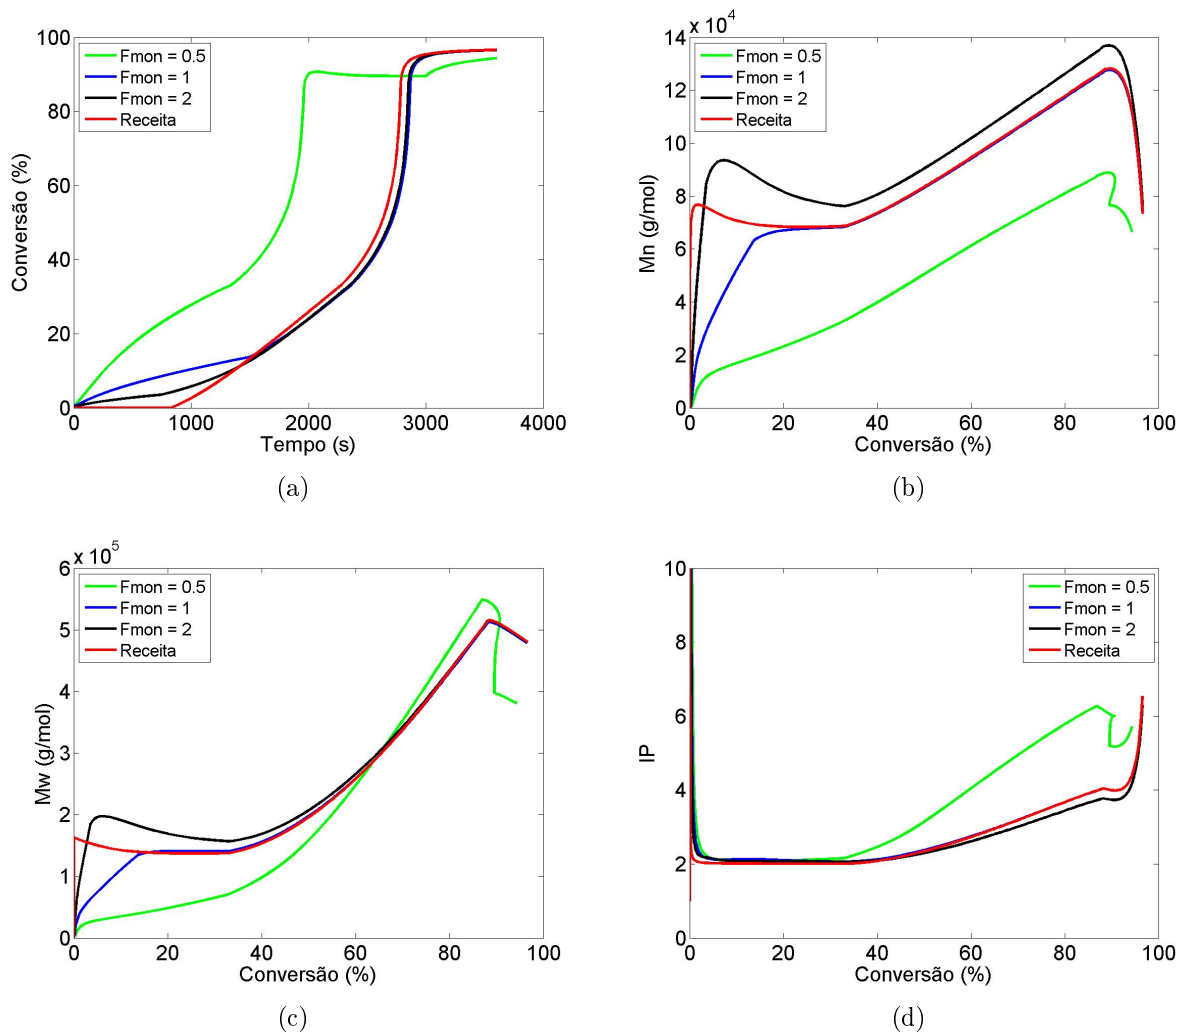 Conversão (%)
100
80
60
40
20
0
Fmon = 0.5
Fmon = 1
Fmon = 2
Receita
0 1000 2000 3000 4000
Tempo (s)
(a)
x 10^4
Mn (g/mol)
14
12
10
8
6
4
2
0
Fmon = 0.5
Fmon = 1
Fmon = 2
Receita
0 20 40 60 80 100
Conversão (%)
(b)
x 10^5
Mw (g/mol)
6
5
4
3
2
1
0
Fmon = 0.5
Fmon = 1
Fmon = 2
Receita
0 20 40 60 80 100
Conversão (%)
(c)
IP
10
8
6
4
2
0
Fmon = 0.5
Fmon = 1
Fmon = 2
Receita
0 20 40 60 80 100
Conversão (%)
(d)